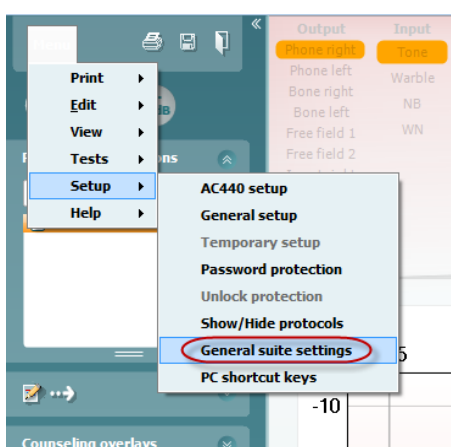 Menu
«
Output
Input
Phone right
Tone
Phone left
Warble
Bone right
NB
Bone left
WN
Free field 1
Free field 2
Print
Edit
View
Tests
Setup
Help
AC440 setup
General setup
Temporary setup
Password protection
Unlock protection
Show/Hide protocols
General suite settings
PC shortcut keys
-10
Counseling overlays